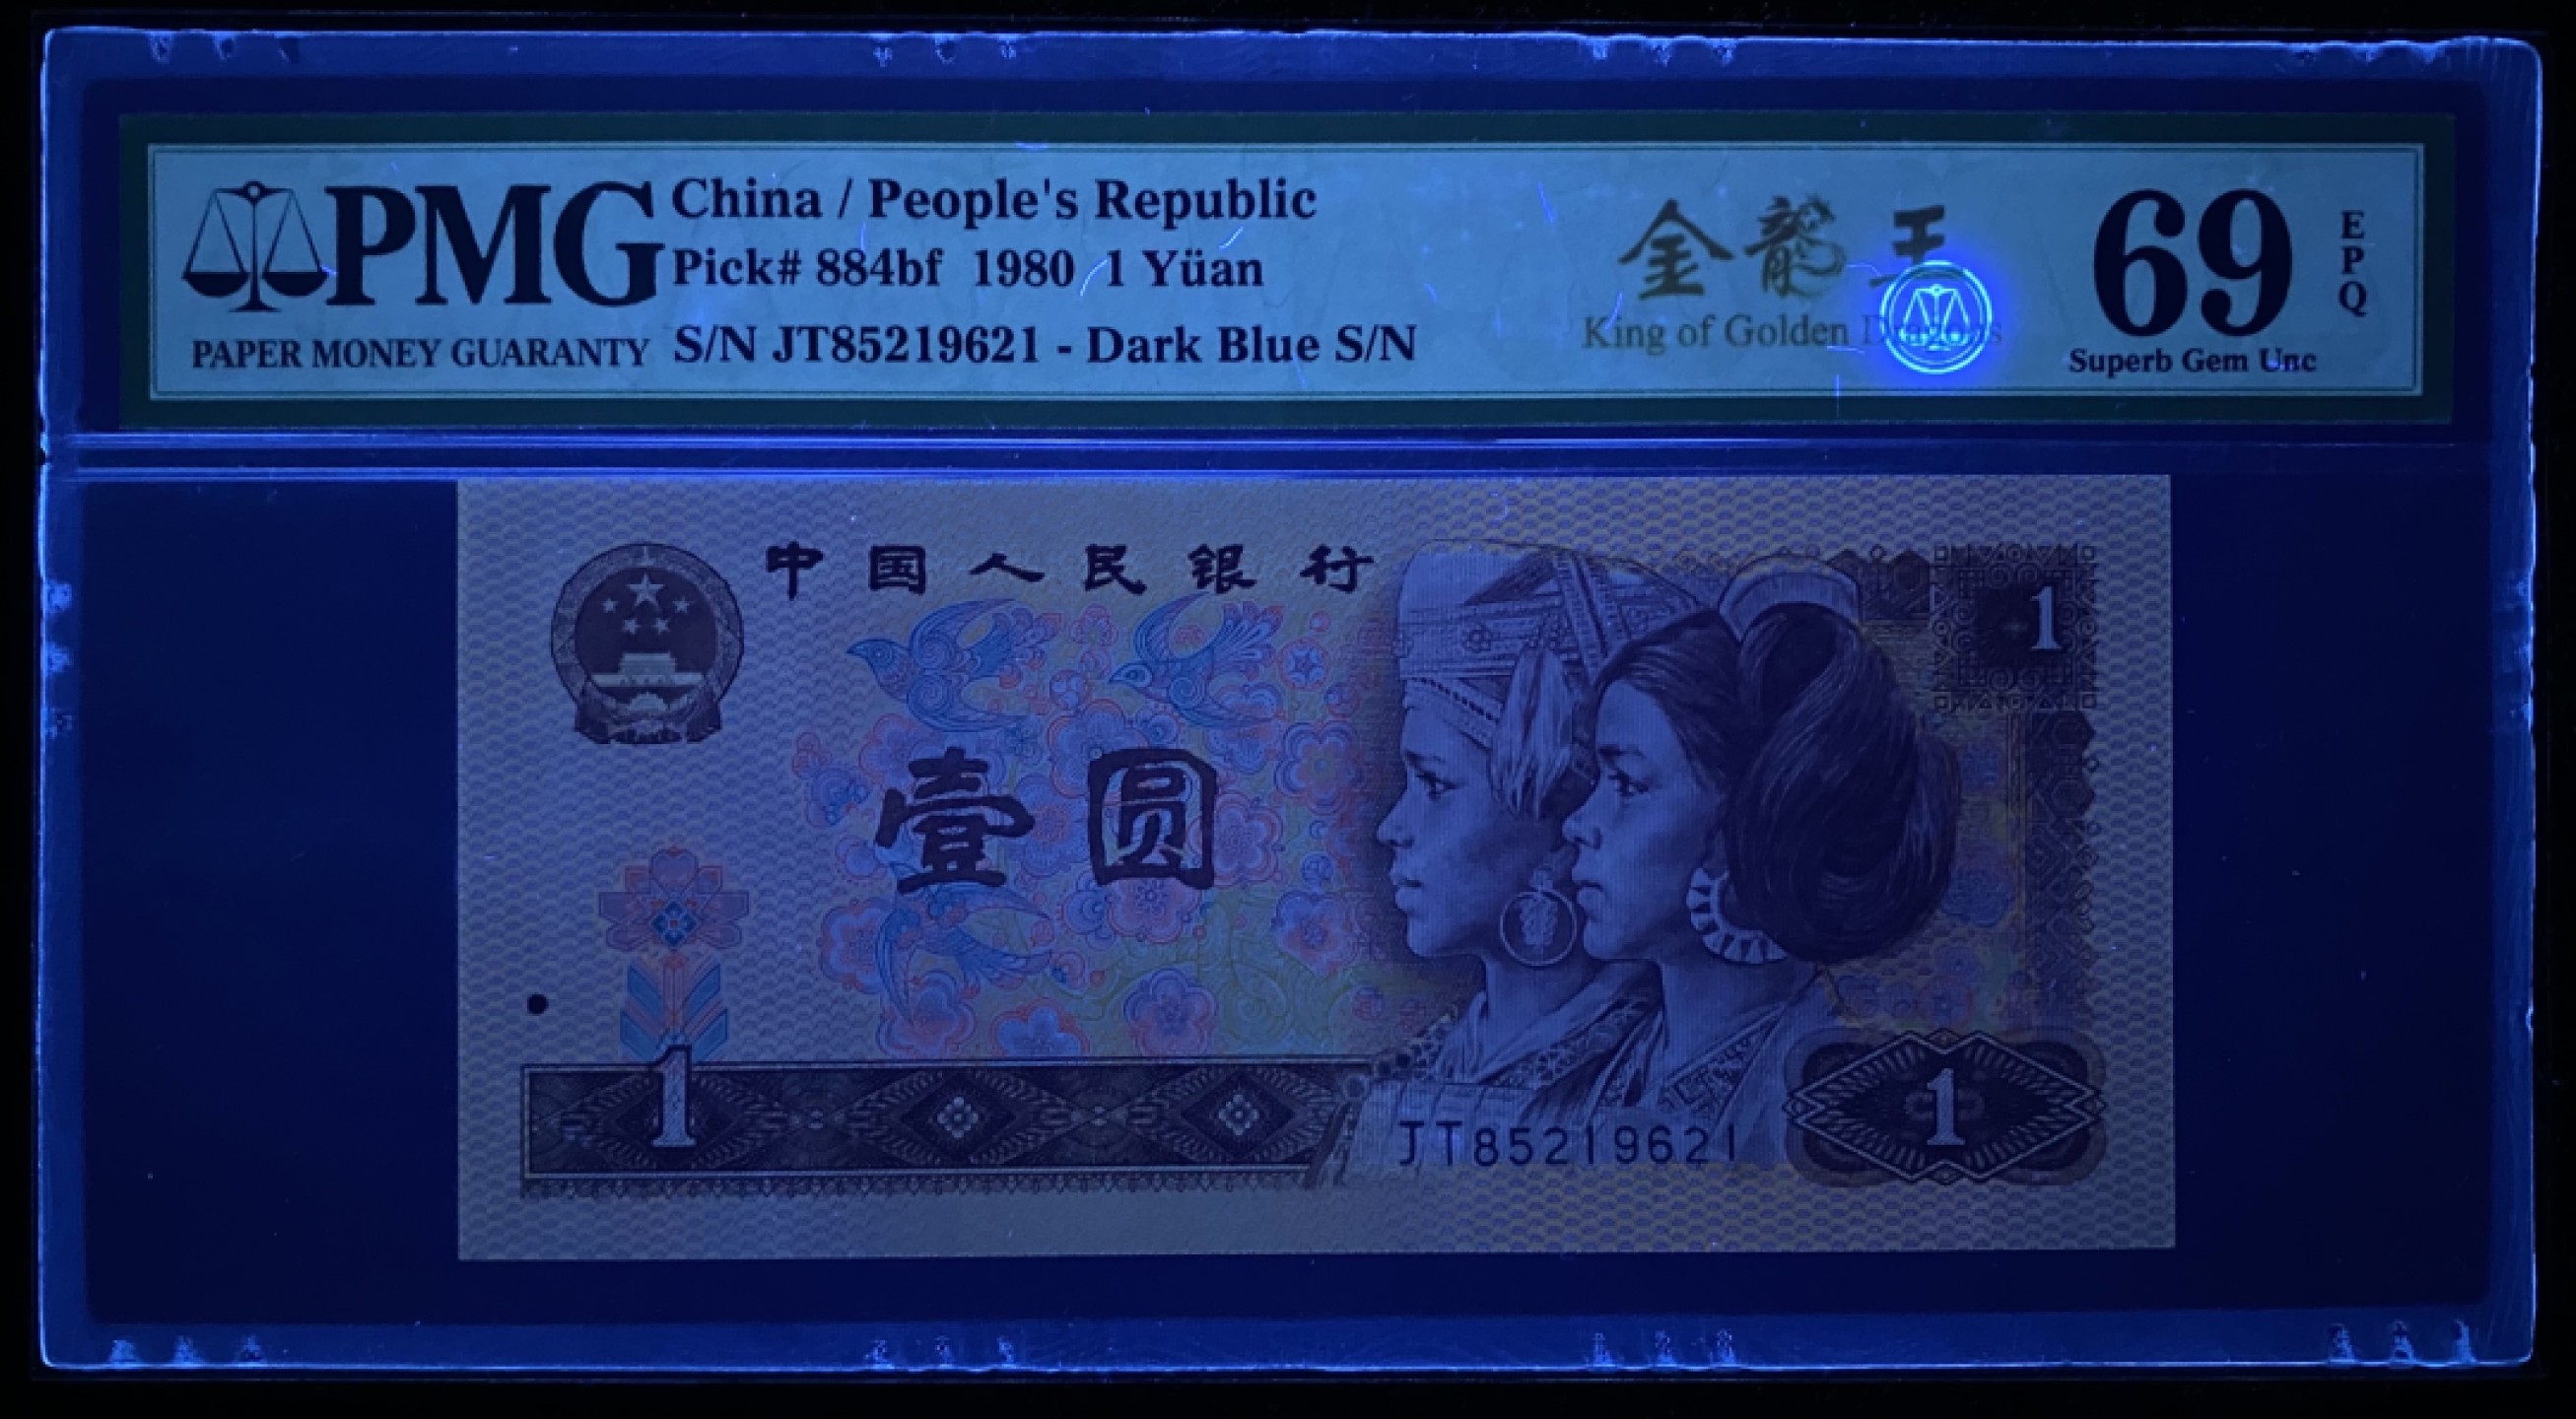 PMG
PAPER MONEY GUARANTY
China / People's Republic
Pick# 884bf 1980 1 Yüan
S/N JT85219621 - Dark Blue S/N
金龍王
King of Golden Dragons
69
EPQ
Superb Gem Unc
中国人民银行
1
壹圆
1
JT85219621
1